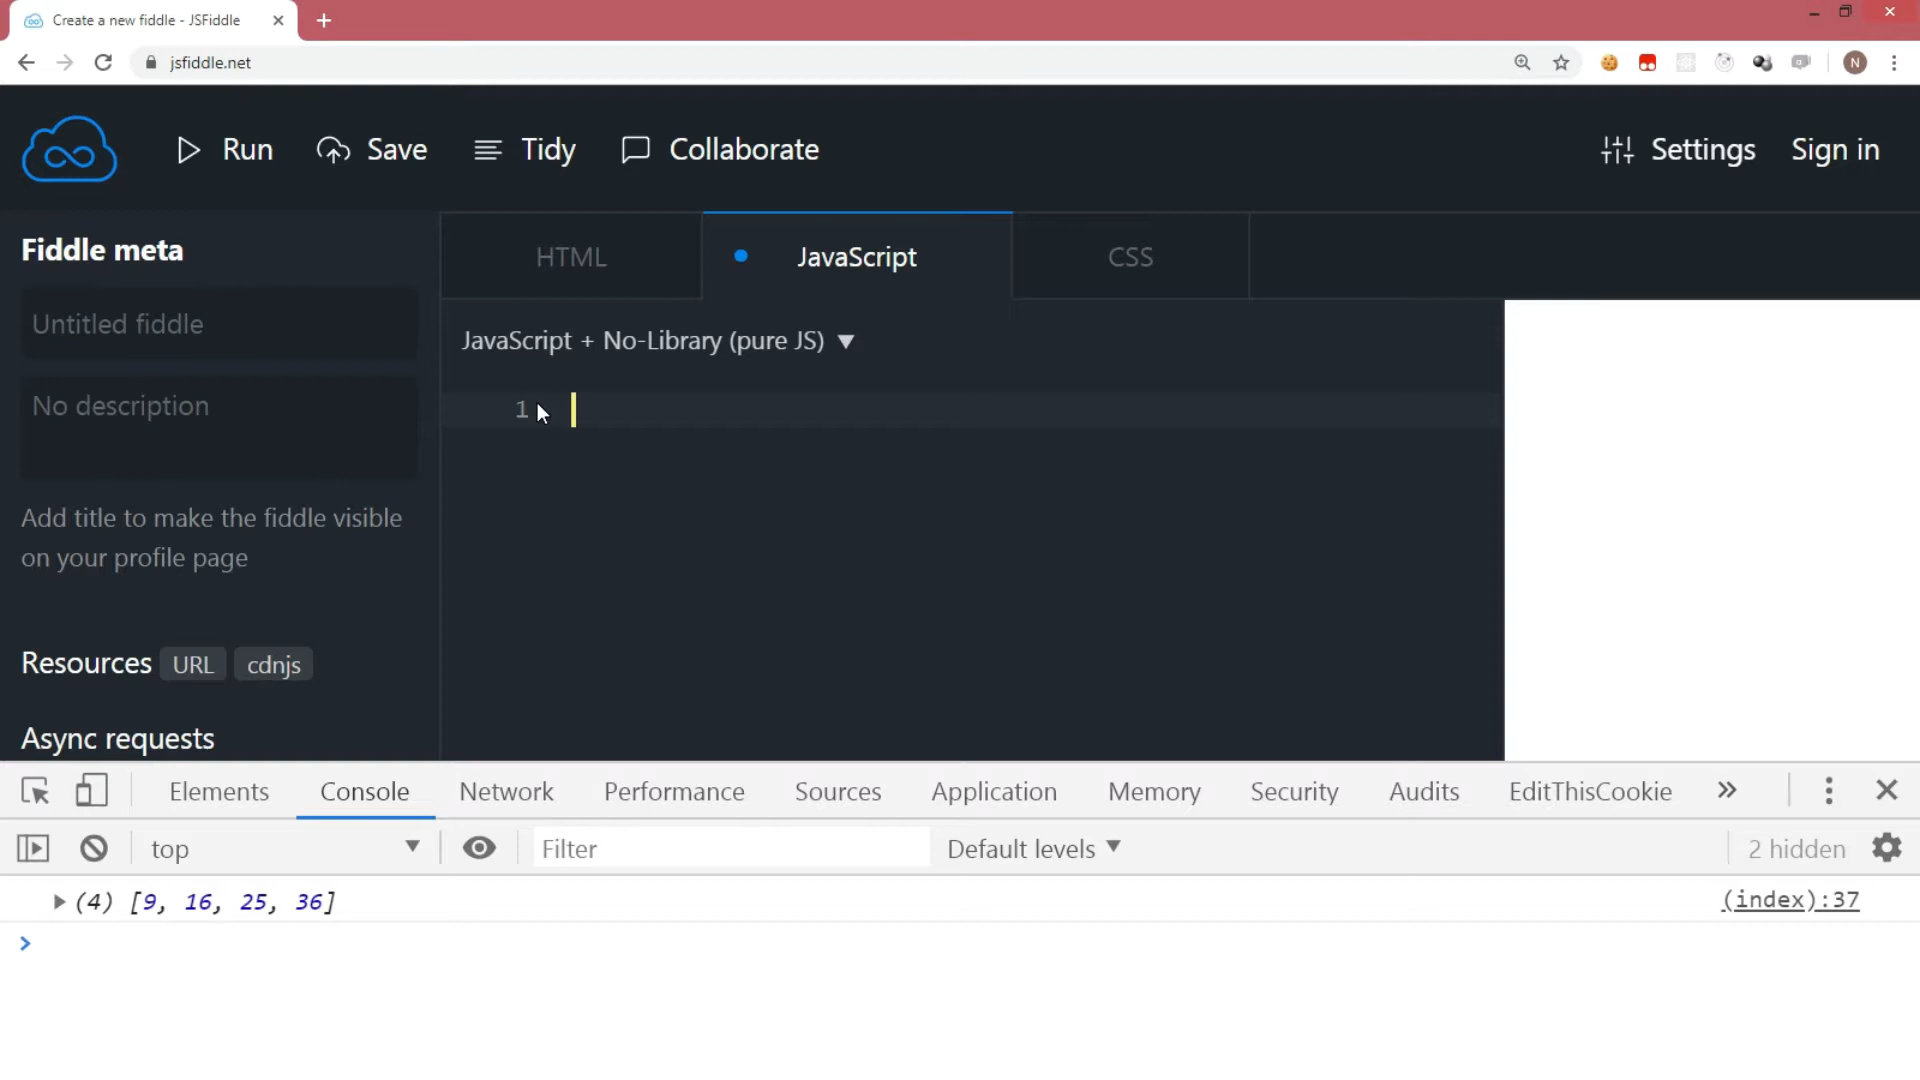 Create a new fiddle - JSFiddle
jsfiddle.net
N
Run
Save
Tidy
Collaborate
Settings
Sign in
Fiddle meta
Untitled fiddle
No description
Add title to make the fiddle visible
on your profile page
Resources URL cdnjs
Async requests
HTML
JavaScript
CSS
JavaScript + No-Library (pure JS) ▼
1
Elements
Console
Network
Performance
Sources
Application
Memory
Security
Audits
EditThisCookie
»
top
Filter
Default levels ▼
2 hidden
(4) [9, 16, 25, 36]
(index):37
>